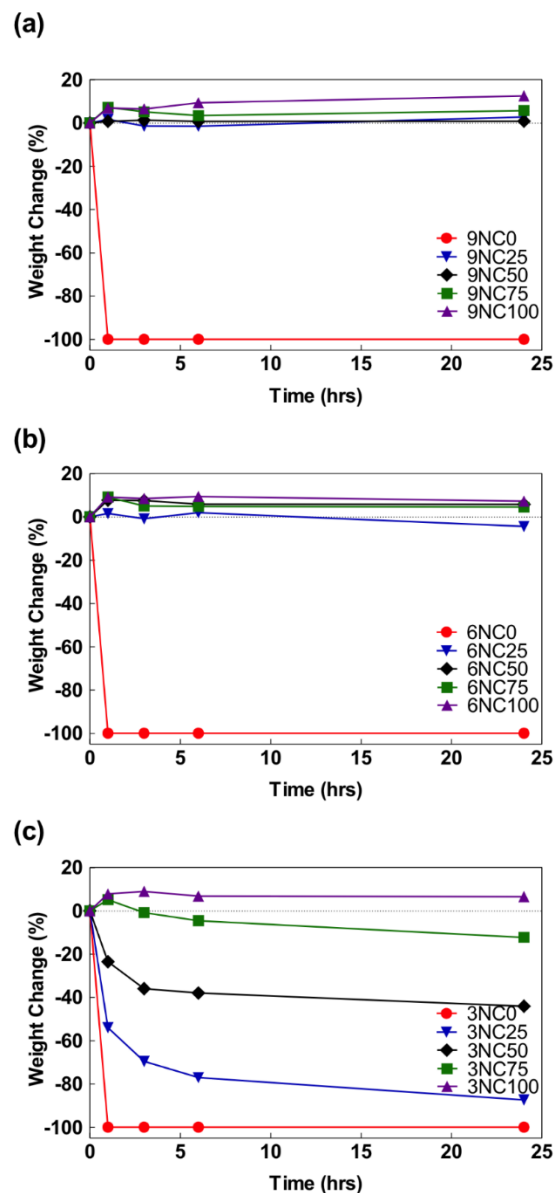 (a)
20
0
-20
-40
-60
-80
-100
Weight Change (%)
9NC0
9NC25
9NC50
9NC75
9NC100
0 5 10 15 20 25
Time (hrs)
(b)
20
0
-20
-40
-60
-80
-100
Weight Change (%)
6NC0
6NC25
6NC50
6NC75
6NC100
0 5 10 15 20 25
Time (hrs)
(c)
20
0
-20
-40
-60
-80
-100
Weight Change (%)
3NC0
3NC25
3NC50
3NC75
3NC100
0 5 10 15 20 25
Time (hrs)